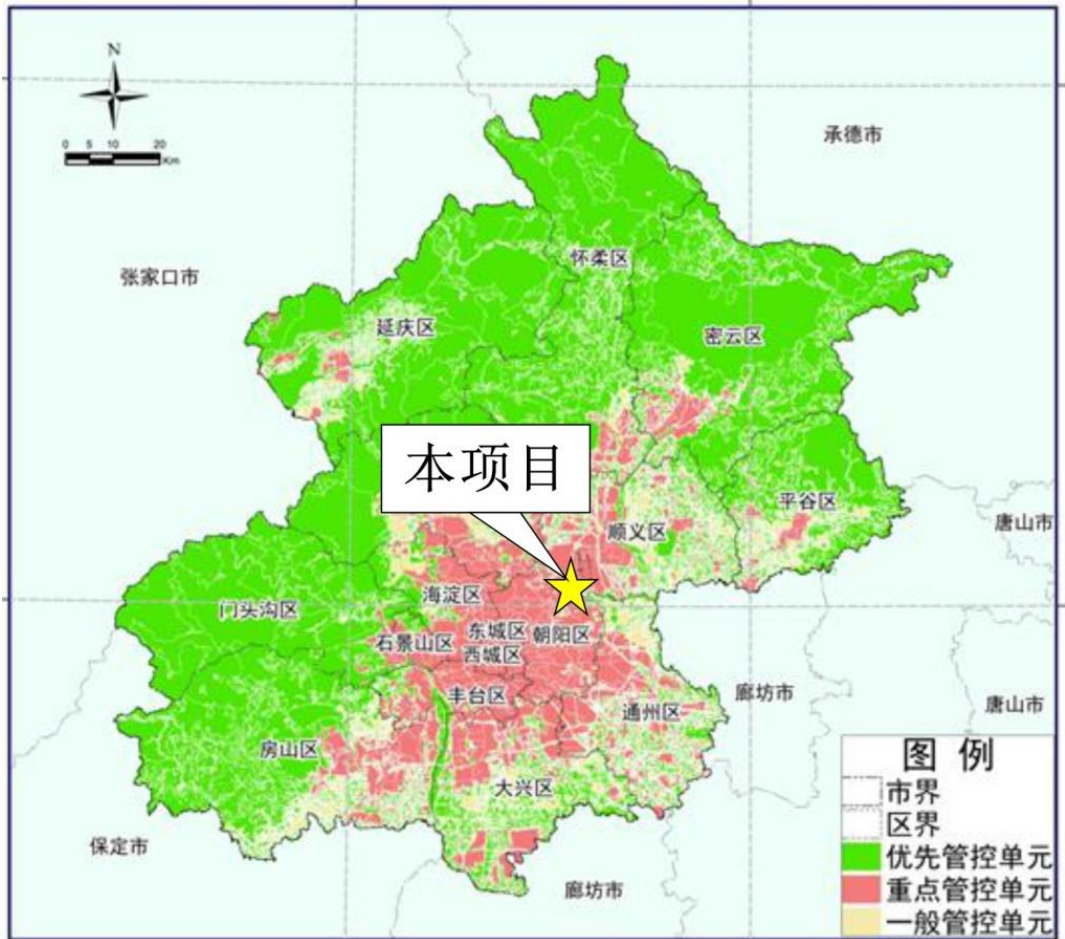 N
0 5 10 20
Km
承德市
张家口市
怀柔区
延庆区
密云区
本项目
平谷区
唐山市
顺义区
海淀区
门头沟区
东城区
朝阳区
石景山区
西城区
丰台区
廊坊市
唐山市
通州区
房山区
大兴区
保定市
廊坊市
图 例
市界
区界
优先管控单元
重点管控单元
一般管控单元